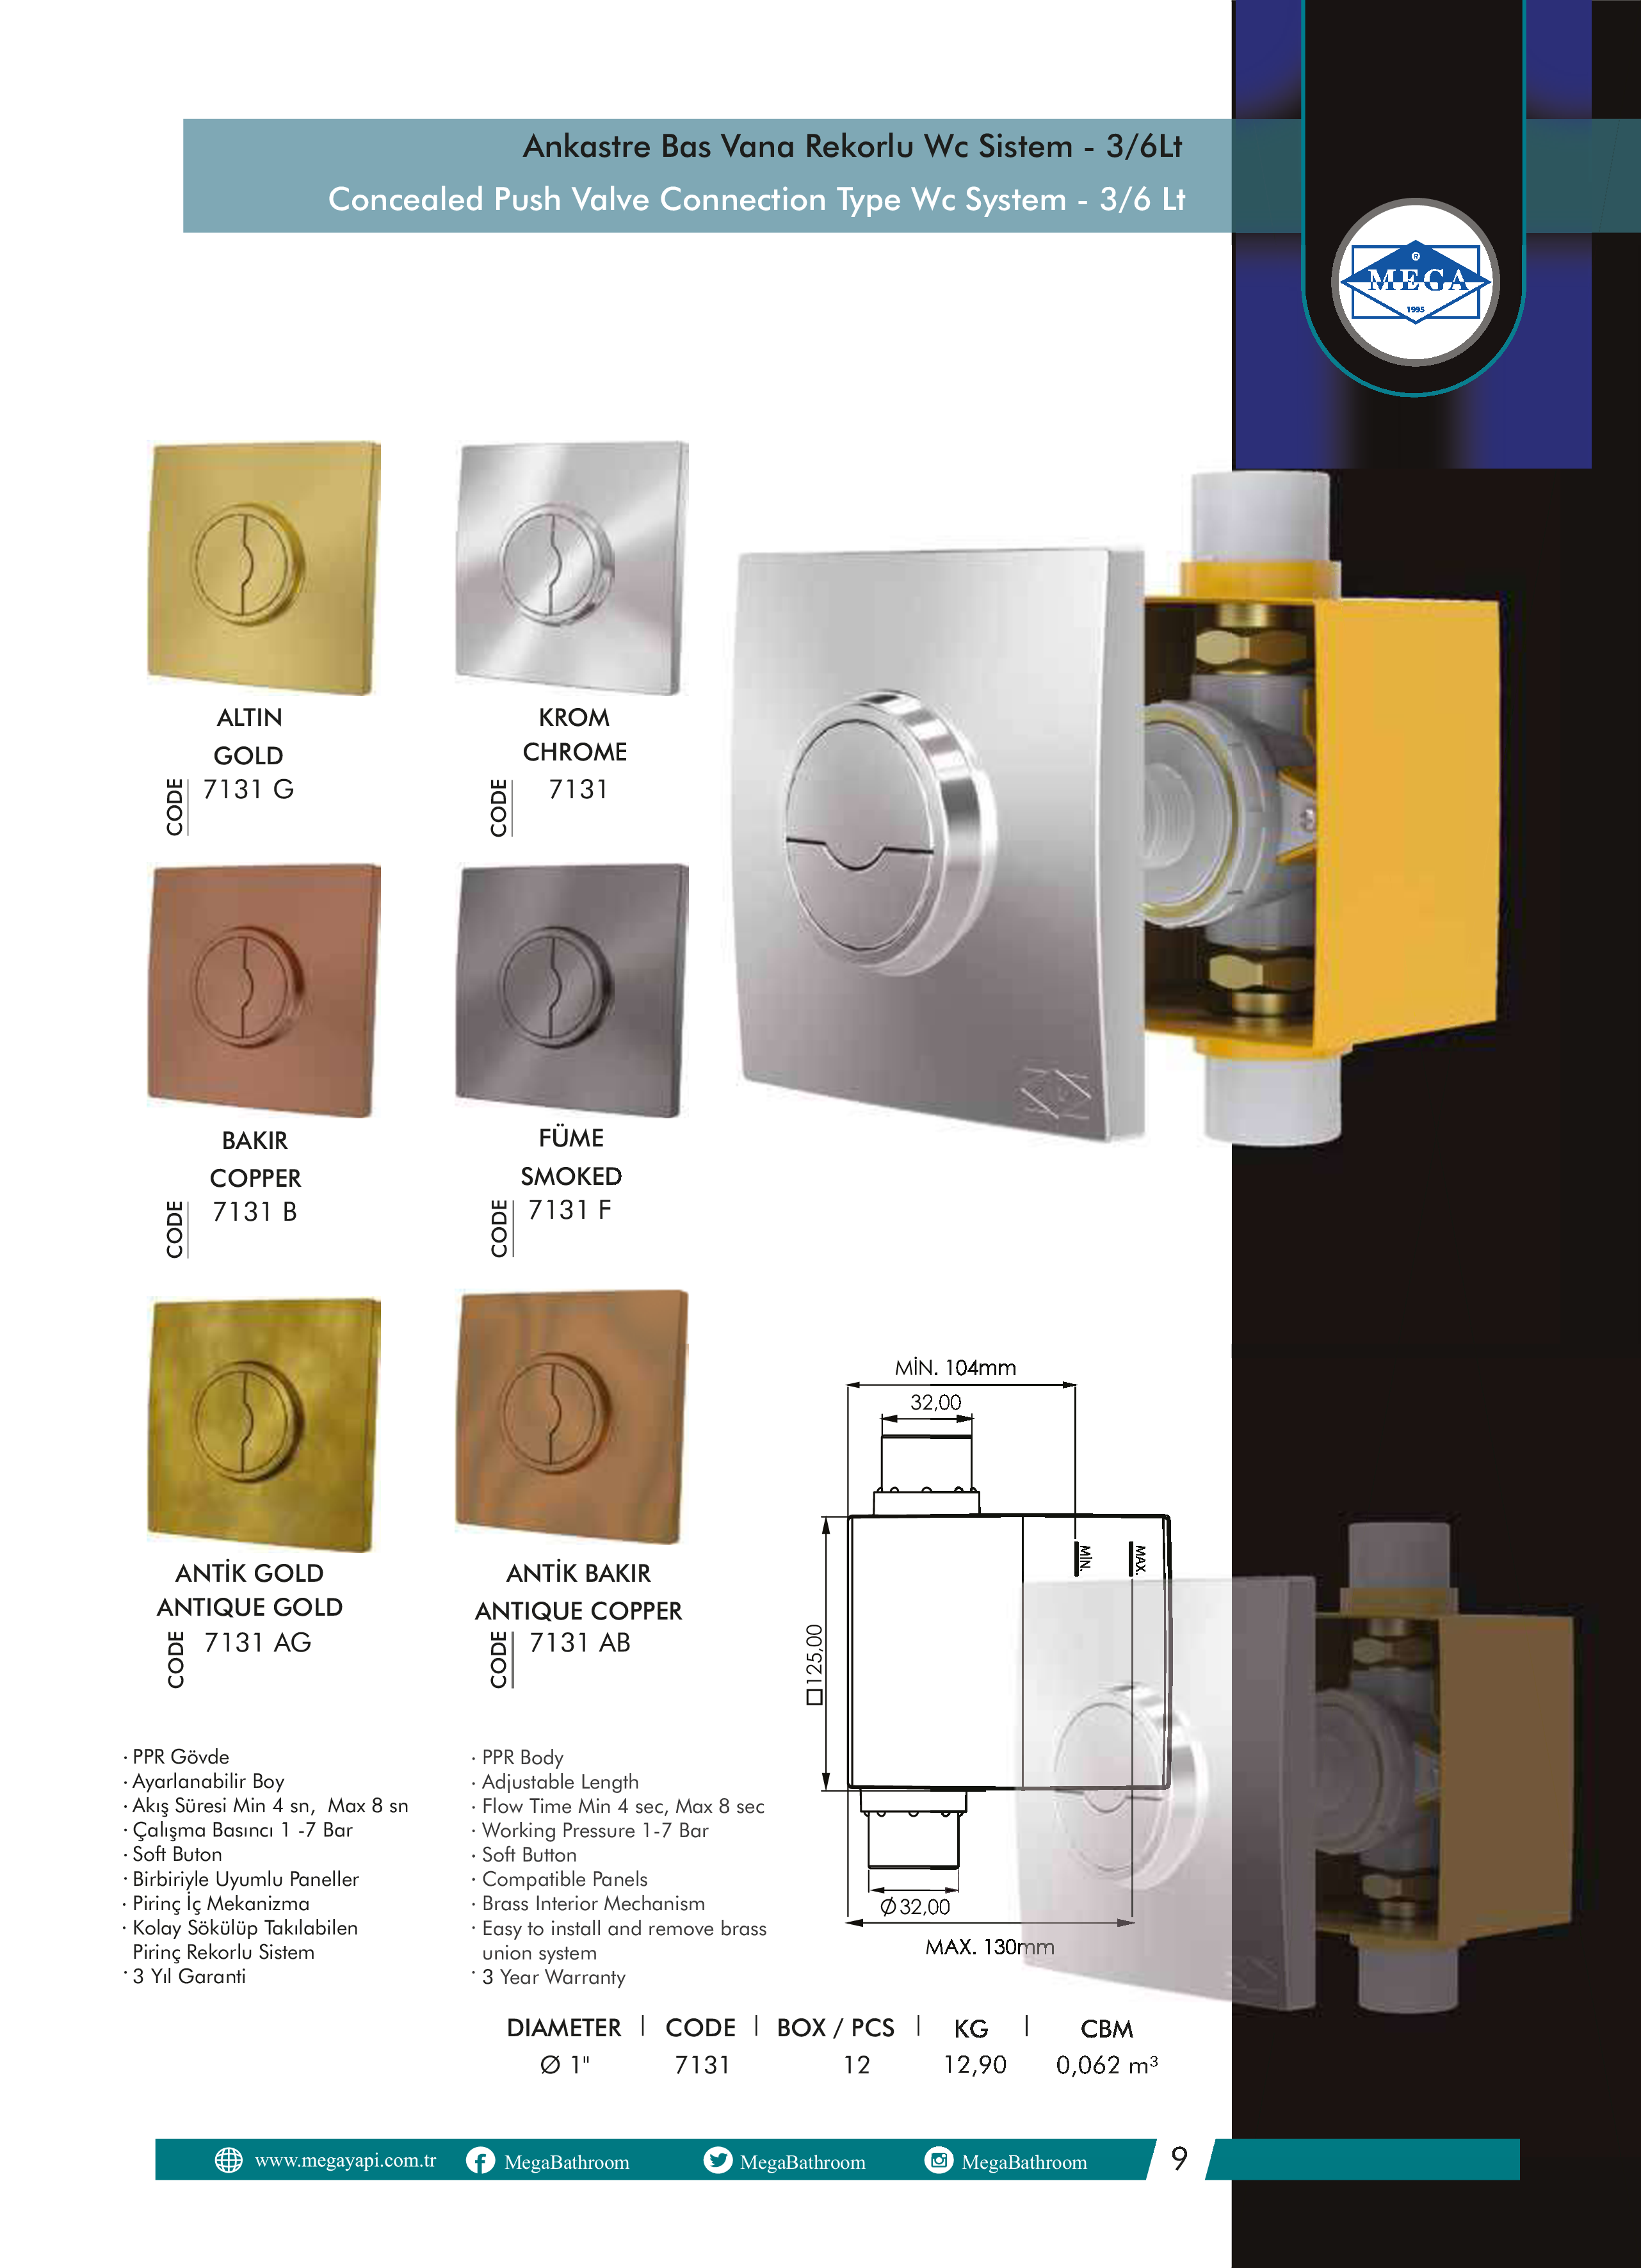 Ankastre Bas Vana Rekorlu Wc Sistem - 3/6Lt
Concealed Push Valve Connection Type Wc System - 3/6 Lt
®
MEGA
1995
ALTIN
GOLD
CODE 7131 G
KROM
CHROME
CODE 7131
BAKIR
COPPER
CODE 7131 B
FÜME
SMOKED
CODE 7131 F
ANTİK GOLD
ANTIQUE GOLD
CODE 7131 AG
ANTİK BAKIR
ANTIQUE COPPER
CODE 7131 AB
MİN. 104mm
32,00
MİN.
MAX.
□125,00
Ø32,00
MAX. 130mm
· PPR Gövde
· Ayarlanabilir Boy
· Akış Süresi Min 4 sn, Max 8 sn
· Çalışma Basıncı 1 -7 Bar
· Soft Buton
· Birbiriyle Uyumlu Paneller
· Pirinç İç Mekanizma
· Kolay Sökülüp Takılabilen
Pirinç Rekorlu Sistem
· 3 Yıl Garanti
· PPR Body
· Adjustable Length
· Flow Time Min 4 sec, Max 8 sec
· Working Pressure 1-7 Bar
· Soft Button
· Compatible Panels
· Brass Interior Mechanism
· Easy to install and remove brass
union system
· 3 Year Warranty
DIAMETER | CODE | BOX / PCS | KG | CBM
Ø 1" 7131 12 12,90 0,062 m³
www.megayapi.com.tr MegaBathroom MegaBathroom MegaBathroom 9